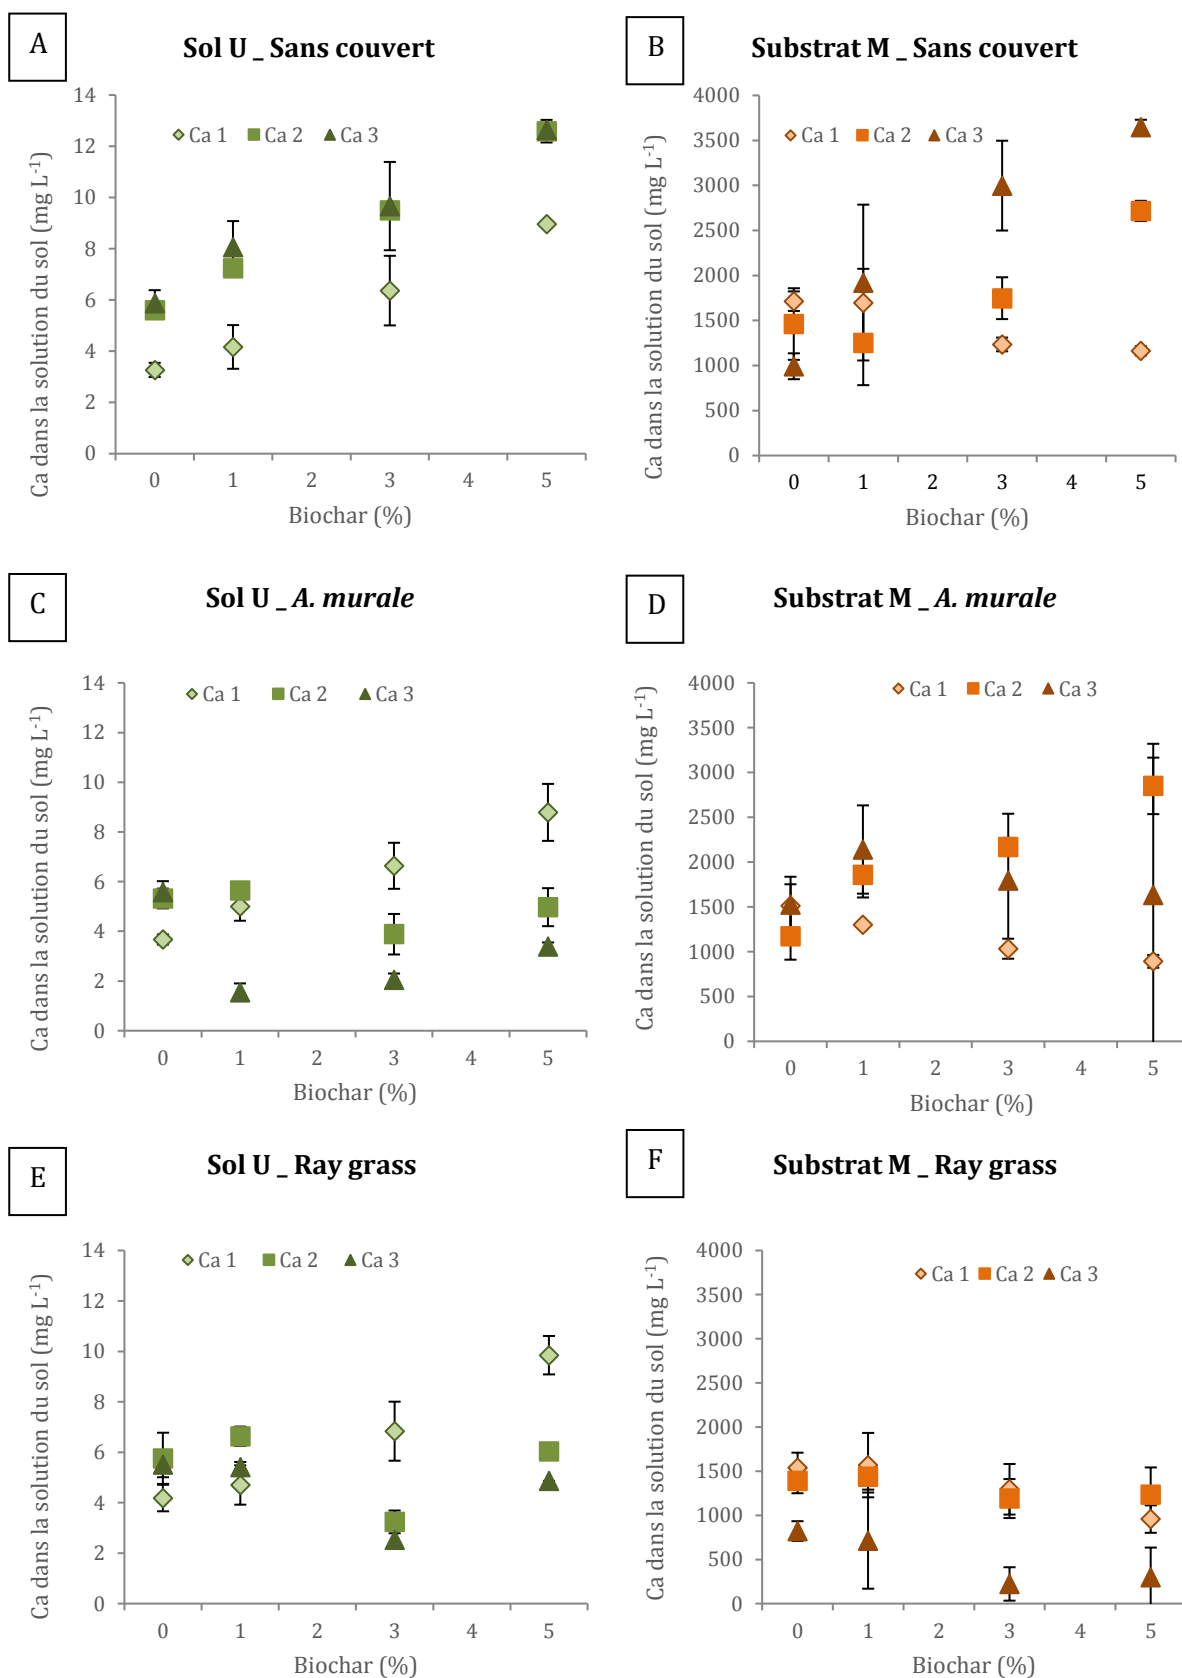 A
Sol U _ Sans couvert
Ca dans la solution du sol (mg L-1)
14
12
10
8
6
4
2
0
Ca 1 Ca 2 Ca 3
0 1 2 3 4 5
Biochar (%)
B
Substrat M _ Sans couvert
Ca dans la solution du sol (mg L-1)
4000
3500
3000
2500
2000
1500
1000
500
0
Ca 1 Ca 2 Ca 3
0 1 2 3 4 5
Biochar (%)
C
Sol U _ A. murale
Ca dans la solution du sol (mg L-1)
14
12
10
8
6
4
2
0
Ca 1 Ca 2 Ca 3
0 1 2 3 4 5
Biochar (%)
D
Substrat M _ A. murale
Ca dans la solution du sol (mg L-1)
4000
3500
3000
2500
2000
1500
1000
500
0
Ca 1 Ca 2 Ca 3
0 1 2 3 4 5
Biochar (%)
E
Sol U _ Ray grass
Ca dans la solution du sol (mg L-1)
14
12
10
8
6
4
2
0
Ca 1 Ca 2 Ca 3
0 1 2 3 4 5
Biochar (%)
F
Substrat M _ Ray grass
Ca dans la solution du sol (mg L-1)
4000
3500
3000
2500
2000
1500
1000
500
0
Ca 1 Ca 2 Ca 3
0 1 2 3 4 5
Biochar (%)